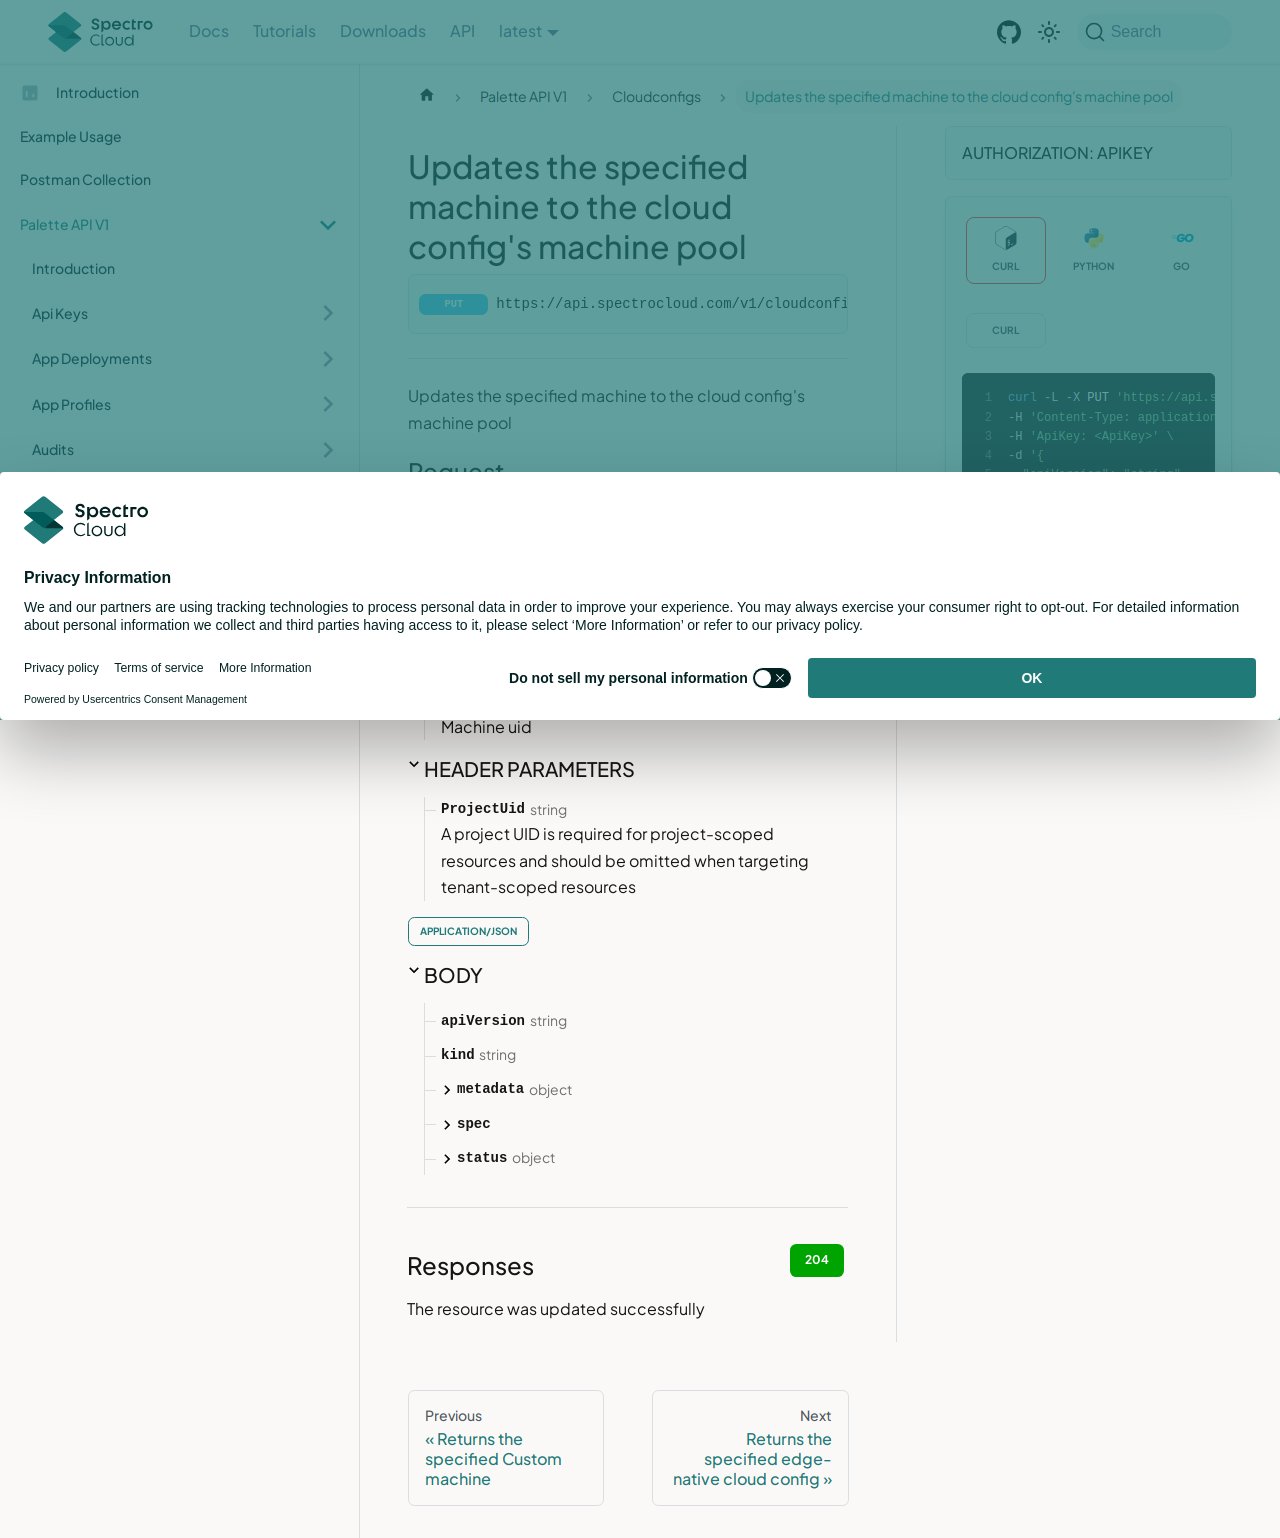 Spectro
Cloud
Docs
Tutorials
Downloads
API
latest
Search
Introduction
Example Usage
Postman Collection
Palette API V1
Introduction
Api Keys
App Deployments
App Profiles
Audits
Palette API V1
Cloudconfigs
Updates the specified machine to the cloud config's machine pool
Updates the specified
machine to the cloud
config's machine pool
PUT
https://api.spectrocloud.com/v1/cloudconfi
Updates the specified machine to the cloud config's
machine pool
Request
AUTHORIZATION: APIKEY
CURL
PYTHON
GO
CURL
1 curl -L -X PUT 'https://api.s
2 -H 'Content-Type: application
3 -H 'ApiKey: <ApiKey>' \
4 -d '{
Spectro
Cloud
Privacy Information
We and our partners are using tracking technologies to process personal data in order to improve your experience. You may always exercise your consumer right to opt-out. For detailed information
about personal information we collect and third parties having access to it, please select ‘More Information’ or refer to our privacy policy.
Privacy policy
Terms of service
More Information
Powered by Usercentrics Consent Management
Do not sell my personal information
OK
Machine uid
HEADER PARAMETERS
ProjectUid string
A project UID is required for project-scoped
resources and should be omitted when targeting
tenant-scoped resources
APPLICATION/JSON
BODY
apiVersion string
kind string
metadata object
spec
status object
Responses
204
The resource was updated successfully
Previous
« Returns the
specified Custom
machine
Next
Returns the
specified edge-
native cloud config »